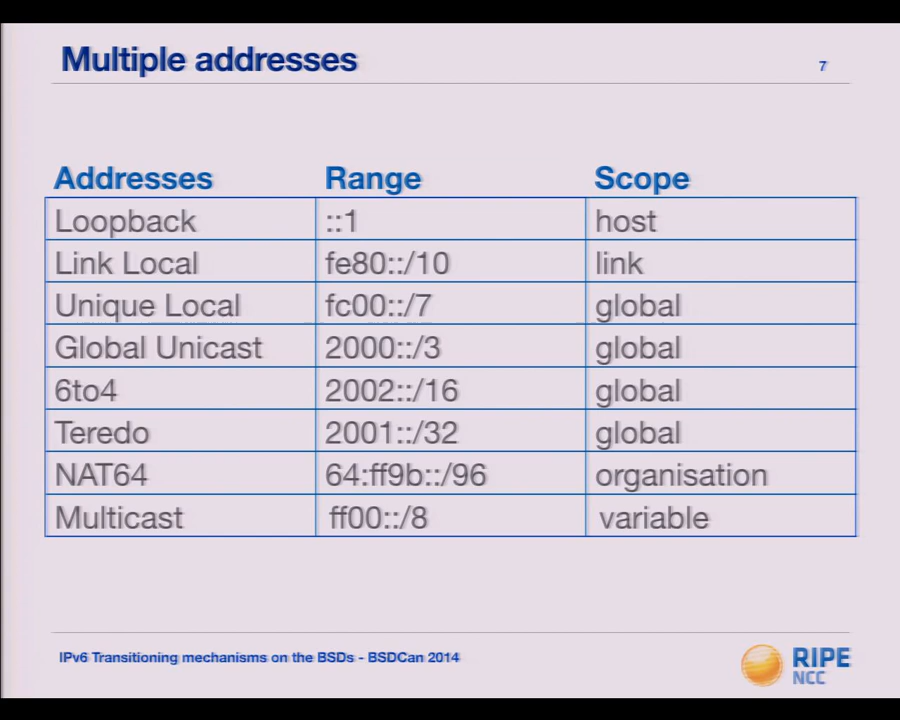 Multiple addresses
7
Addresses Range Scope
Loopback ::1 host
Link Local fe80::/10 link
Unique Local fc00::/7 global
Global Unicast 2000::/3 global
6to4 2002::/16 global
Teredo 2001::/32 global
NAT64 64:ff9b::/96 organisation
Multicast ff00::/8 variable
IPv6 Transitioning mechanisms on the BSDs - BSDCan 2014
RIPE
NCC